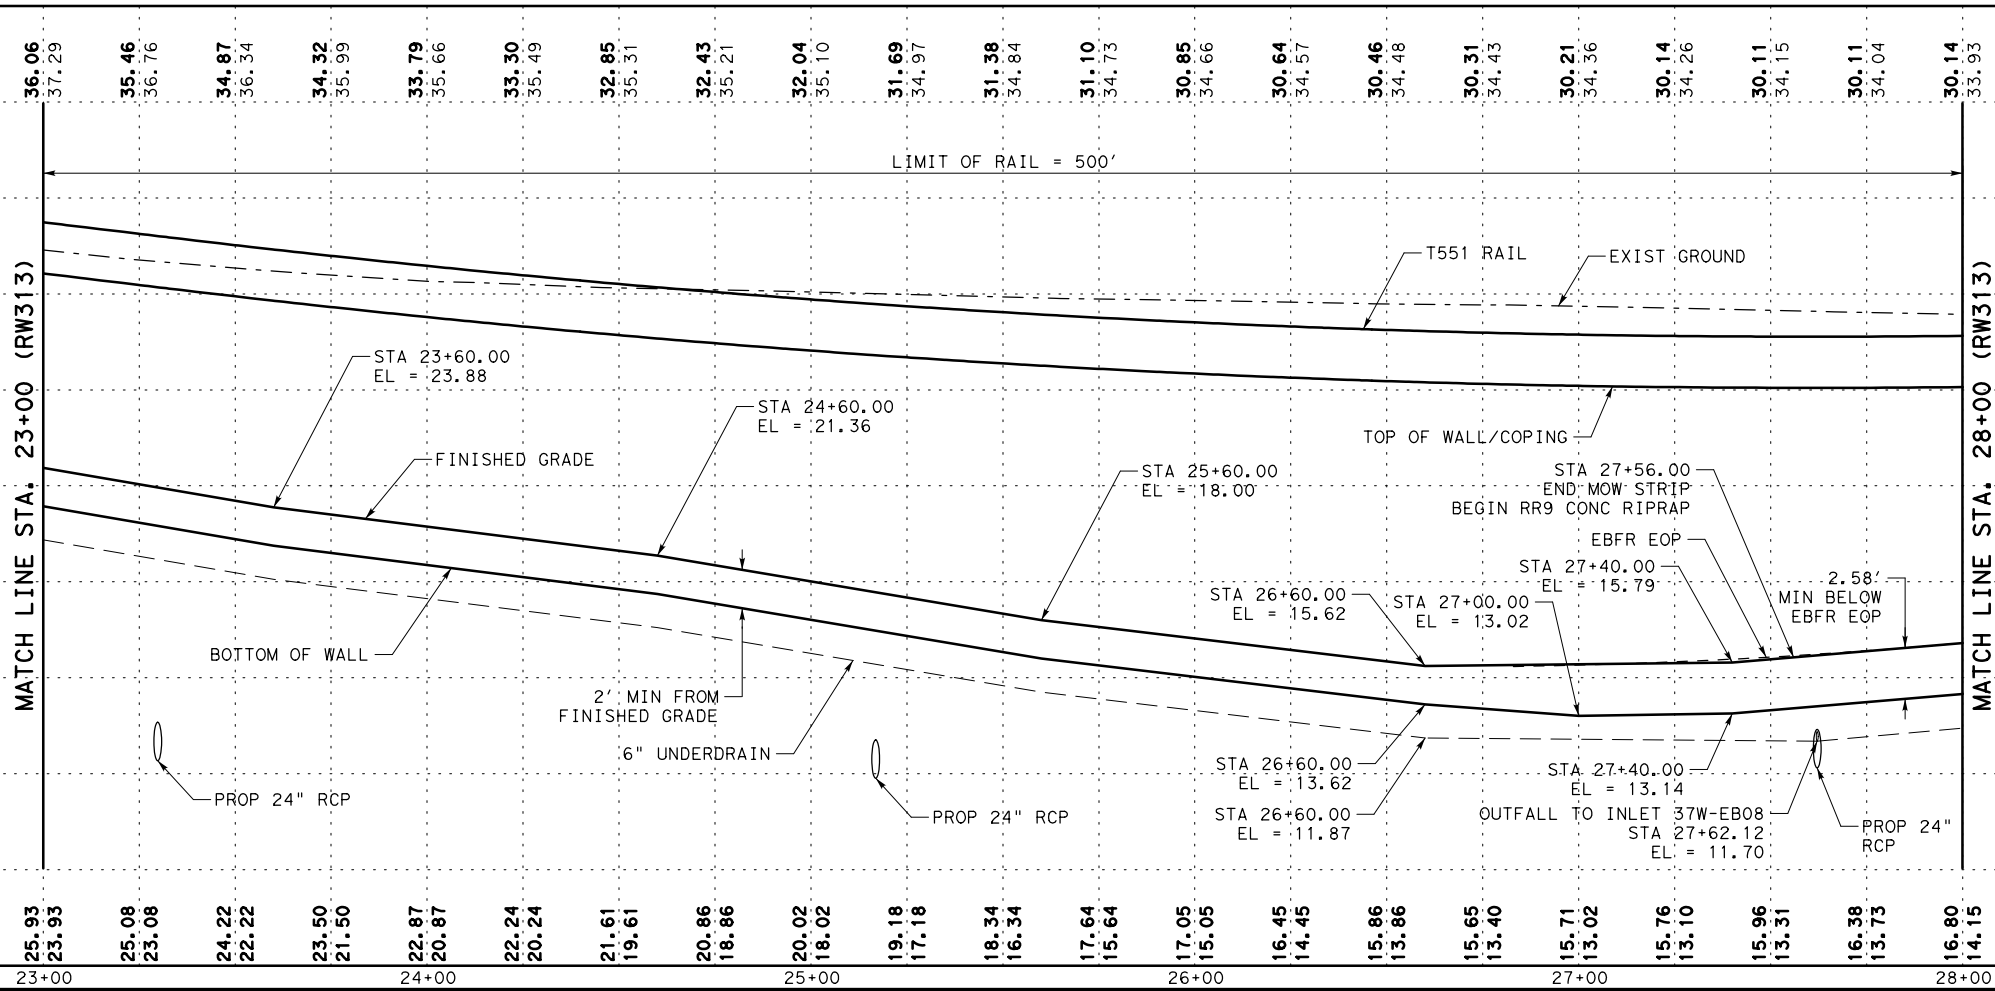 36.06 35.46 34.87 34.32 33.79 33.30 32.85 32.43 32.04 31.69 31.38 31.10 30.85 30.64 30.46 30.31 30.21 30.14 30.11 30.11 30.14
37.29 36.76 36.34 35.99 35.66 35.49 35.31 35.21 35.10 34.97 34.84 34.73 34.66 34.57 34.48 34.43 34.36 34.26 34.15 34.04 33.93
LIMIT OF RAIL = 500'
MATCH LINE STA. 23+00 (RW313)
T551 RAIL
EXIST GROUND
STA 23+60.00
EL = 23.88
STA 24+60.00
EL = 21.36
TOP OF WALL/COPING
FINISHED GRADE
STA 25+60.00
EL = 18.00
STA 27+56.00
END MOW STRIP
BEGIN RR9 CONC RIPRAP
EBFR EOP
STA 27+40.00
EL = 15.79
2.58'
MIN BELOW
EBFR EOP
STA 26+60.00
EL = 15.62
STA 27+00.00
EL = 13.02
BOTTOM OF WALL
2' MIN FROM
FINISHED GRADE
6" UNDERDRAIN
STA 26+60.00
EL = 13.62
STA 27+40.00
EL = 13.14
PROP 24" RCP
PROP 24" RCP
STA 26+60.00
EL = 11.87
OUTFALL TO INLET 37W-EB08
STA 27+62.12
EL = 11.70
PROP 24"
RCP
MATCH LINE STA. 28+00 (RW313)
25.93 25.08 24.22 23.50 22.87 22.24 21.61 20.86 20.02 19.18 18.34 17.64 17.05 16.45 15.86 15.65 15.71 15.76 15.96 16.38 16.80
23.93 23.08 22.22 21.50 20.87 20.24 19.61 18.86 18.02 17.18 16.34 15.64 15.05 14.45 13.86 13.40 13.02 13.10 13.31 13.73 14.15
23+00 24+00 25+00 26+00 27+00 28+00